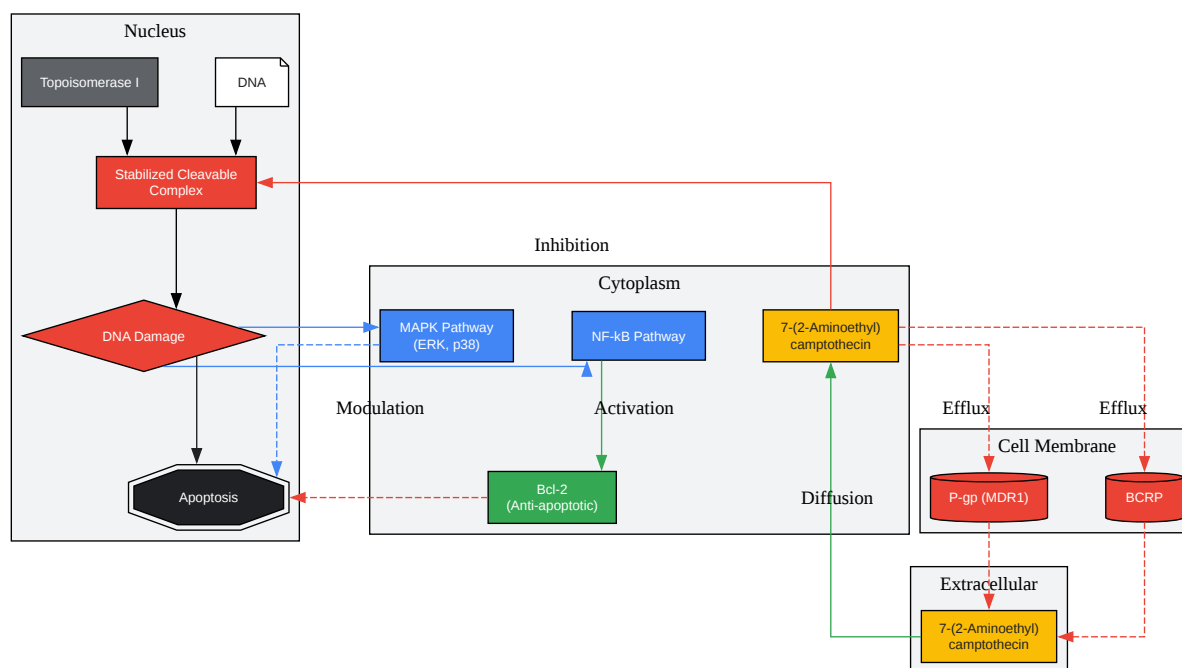 Nucleus
Topoisomerase I
DNA
Stabilized Cleavable
Complex
Inhibition
Cytoplasm
DNA Damage
MAPK Pathway
(ERK, p38)
NF-kB Pathway
7-(2-Aminoethyl)
camptothecin
Modulation
Activation
Efflux
Efflux
Cell Membrane
Apoptosis
Bcl-2
(Anti-apoptotic)
Diffusion
P-gp (MDR1)
BCRP
Extracellular
7-(2-Aminoethyl)
camptothecin